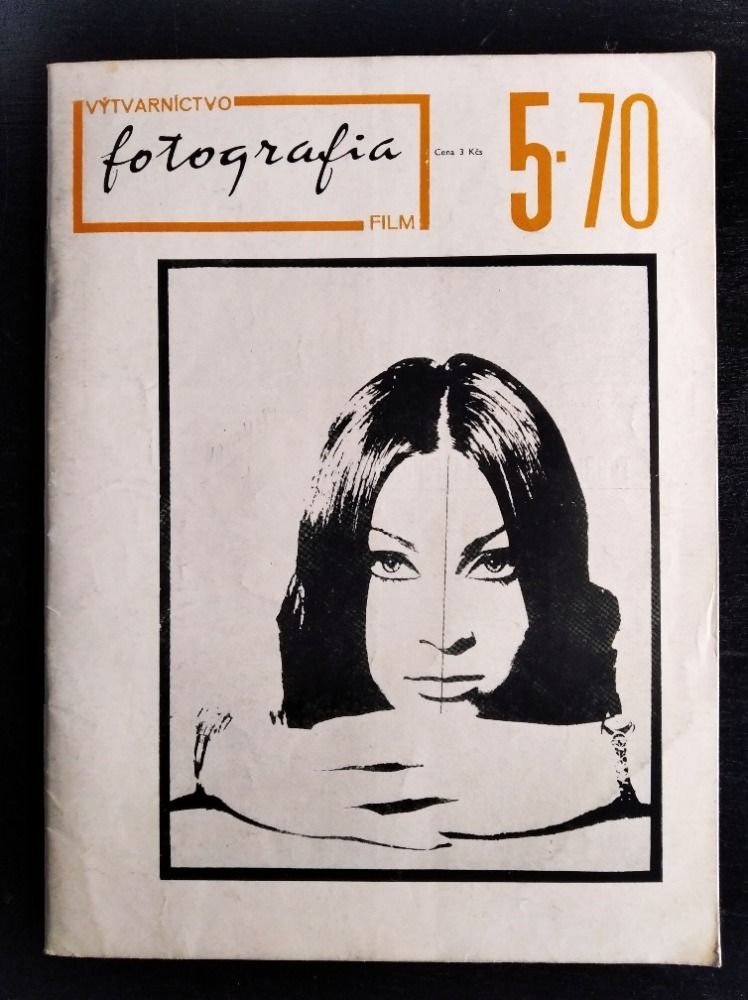 VÝTVARNÍCTVO
fotografia
FILM
Cena 3 Kčs
5·70